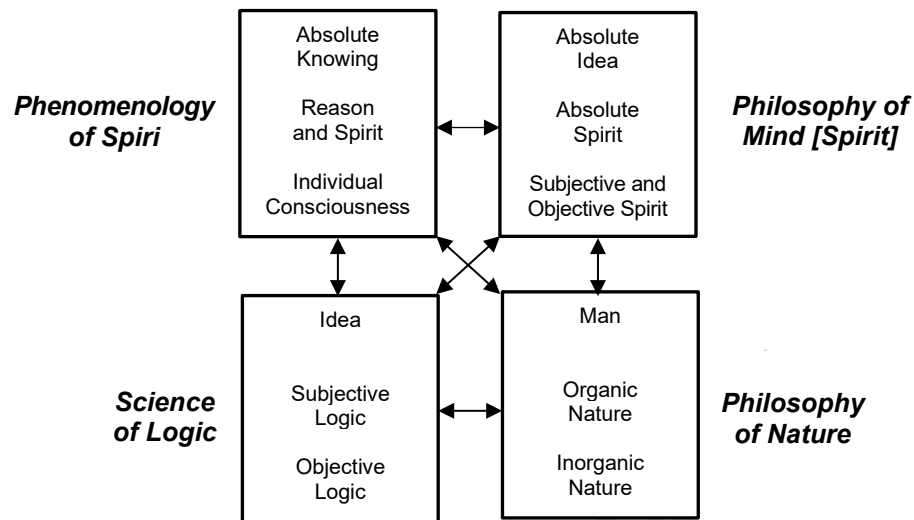 Phenomenology
of Spiri
Absolute
Knowing
Reason
and Spirit
Individual
Consciousness
Absolute
Idea
Absolute
Spirit
Subjective and
Objective Spirit
Philosophy of
Mind [Spirit]
Science
of Logic
Idea
Subjective
Logic
Objective
Logic
Man
Organic
Nature
Inorganic
Nature
Philosophy
of Nature